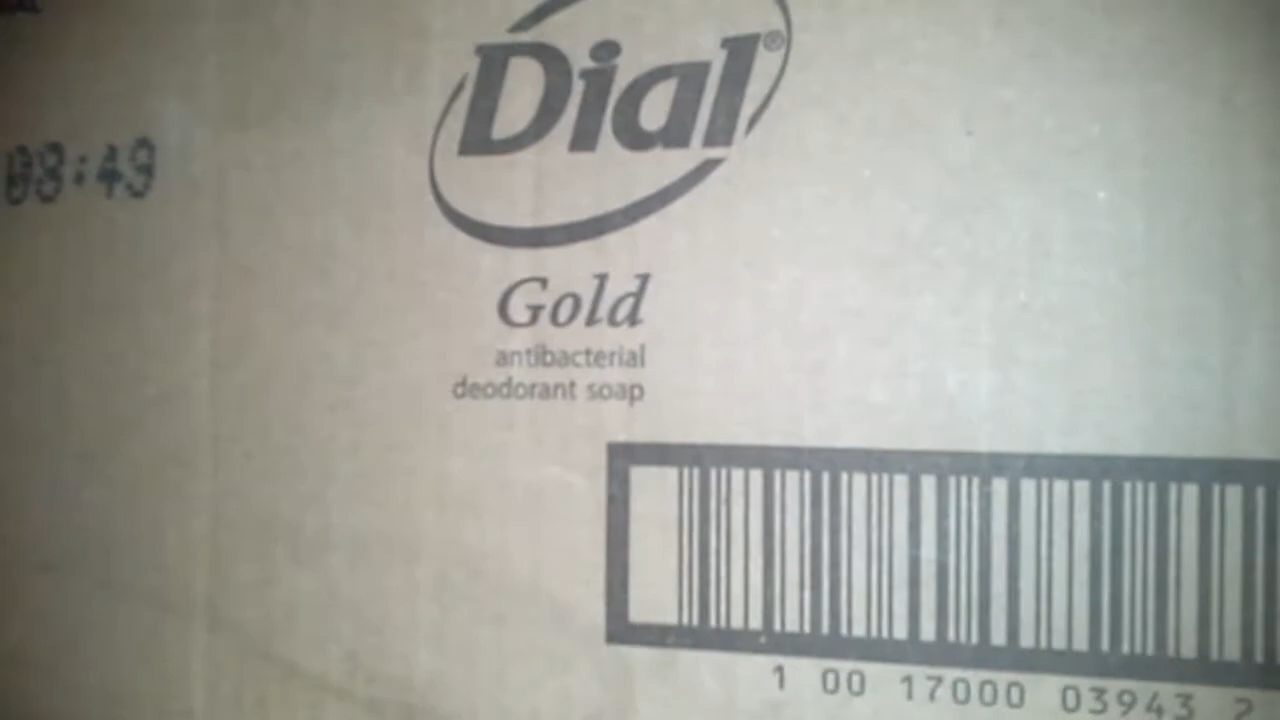 Dial®
08:49
Gold
antibacterial
deodorant soap
1 00 17000 03943 2